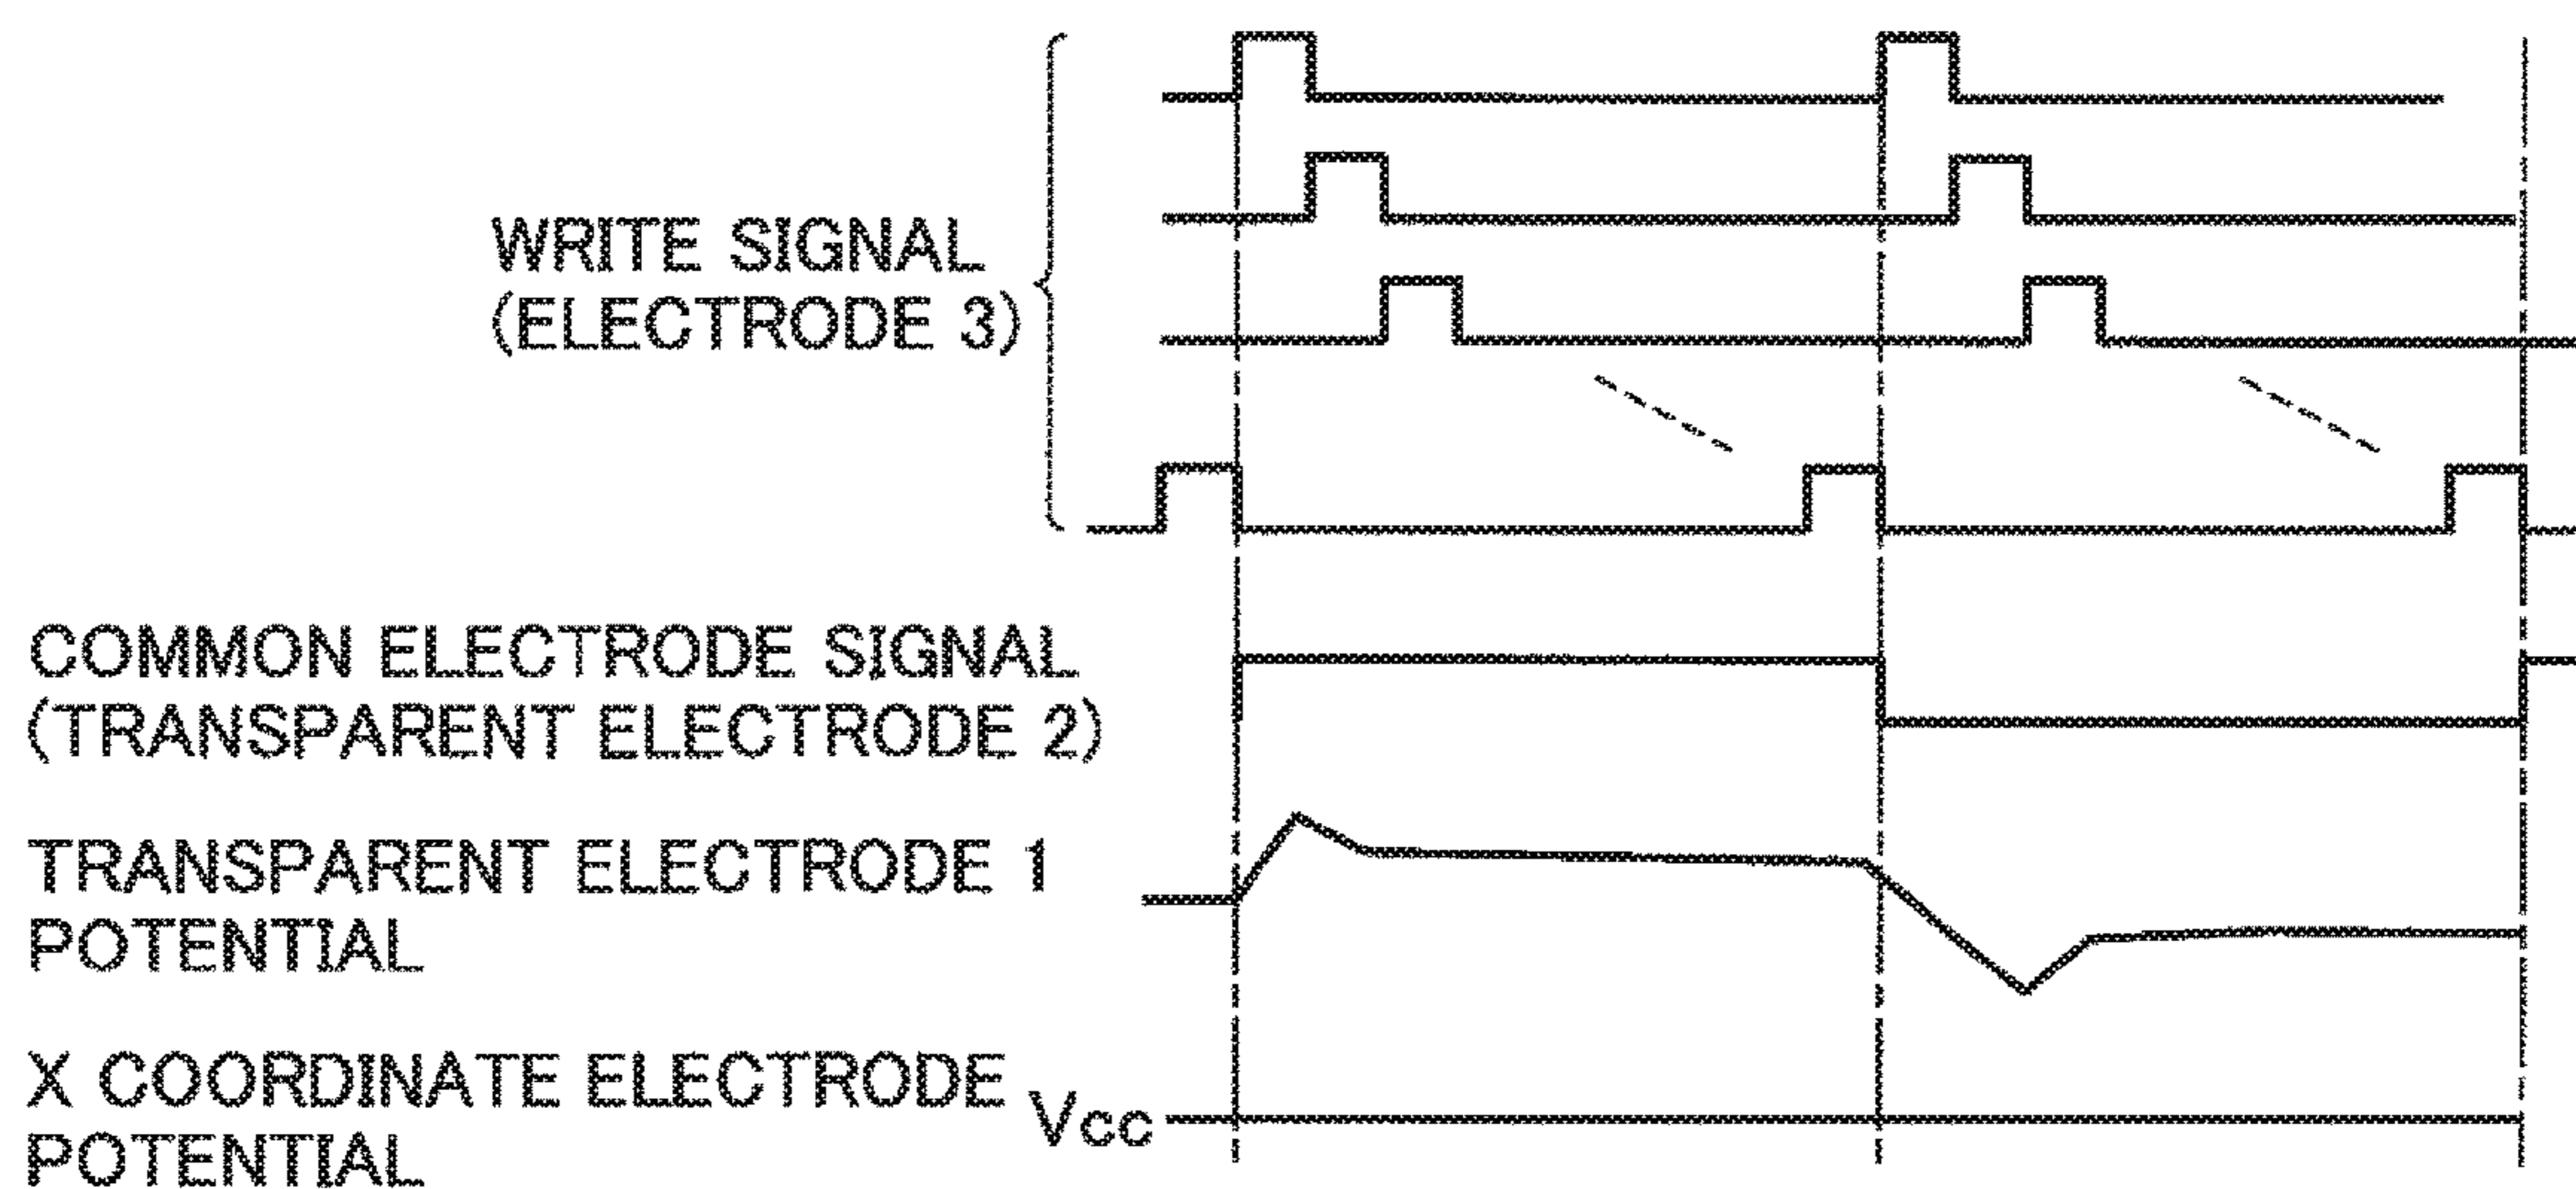 WRITE SIGNAL
(ELECTRODE 3)
COMMON ELECTRODE SIGNAL
(TRANSPARENT ELECTRODE 2)
TRANSPARENT ELECTRODE 1
POTENTIAL
X COORDINATE ELECTRODE
POTENTIAL
Vcc